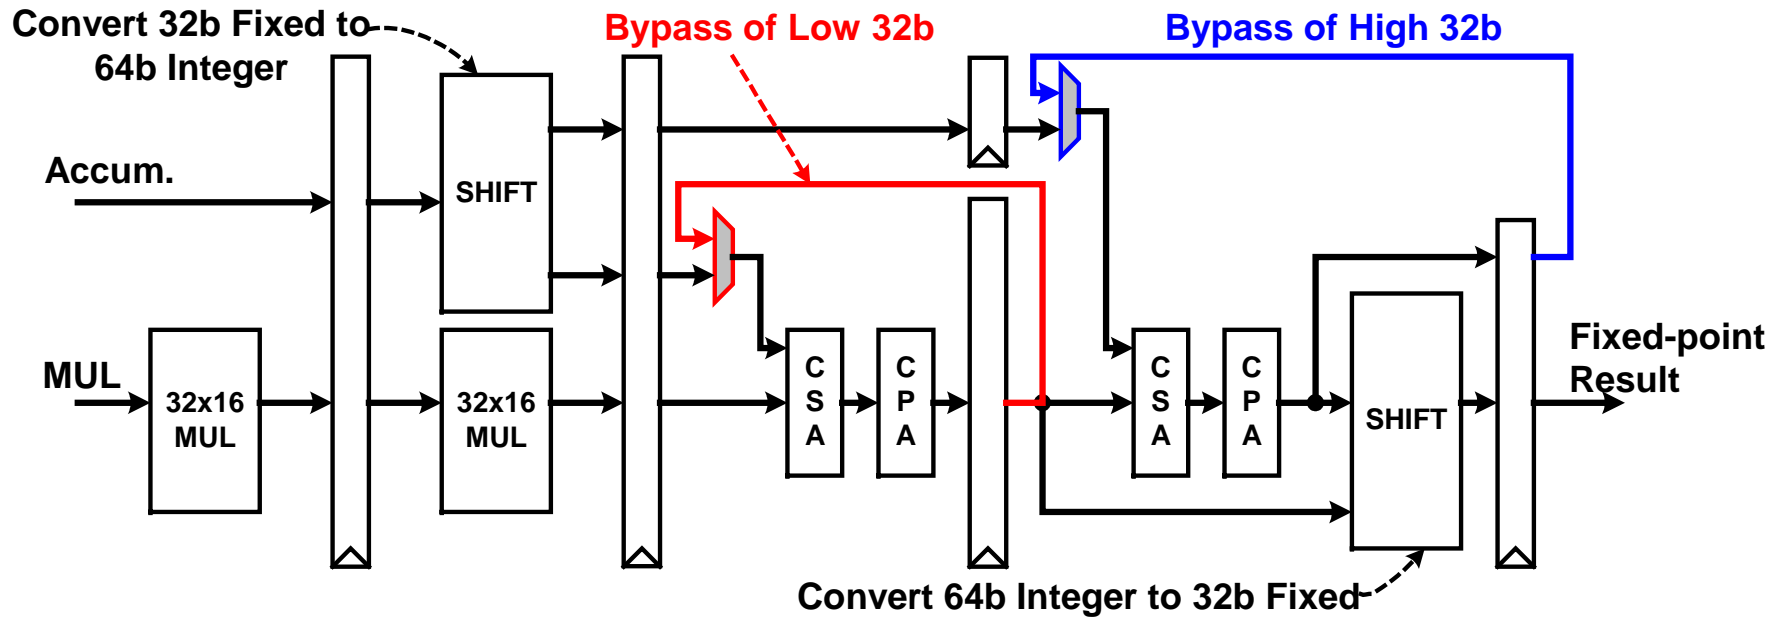 Convert 32b Fixed to
64b Integer
Bypass of Low 32b
Bypass of High 32b
Accum.
SHIFT
MUL
32x16
MUL
32x16
MUL
C
S
A
C
P
A
C
S
A
C
P
A
SHIFT
Fixed-point
Result
Convert 64b Integer to 32b Fixed